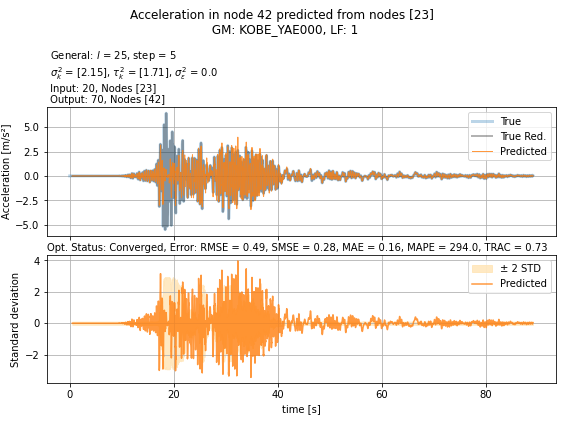 Acceleration in node 42 predicted from nodes [23]
GM: KOBE_YAE000, LF: 1
General: l = 25, step = 5
σ²ₖ = [2.15], τ²ₖ = [1.71], σ²ε = 0.0
Input: 20, Nodes [23]
Output: 70, Nodes [42]
Acceleration [m/s²]
5.0
2.5
0.0
−2.5
−5.0
True
True Red.
Predicted
Opt. Status: Converged, Error: RMSE = 0.49, SMSE = 0.28, MAE = 0.16, MAPE = 294.0, TRAC = 0.73
Standard deviation
4
2
0
−2
± 2 STD
Predicted
0
20
40
60
80
time [s]